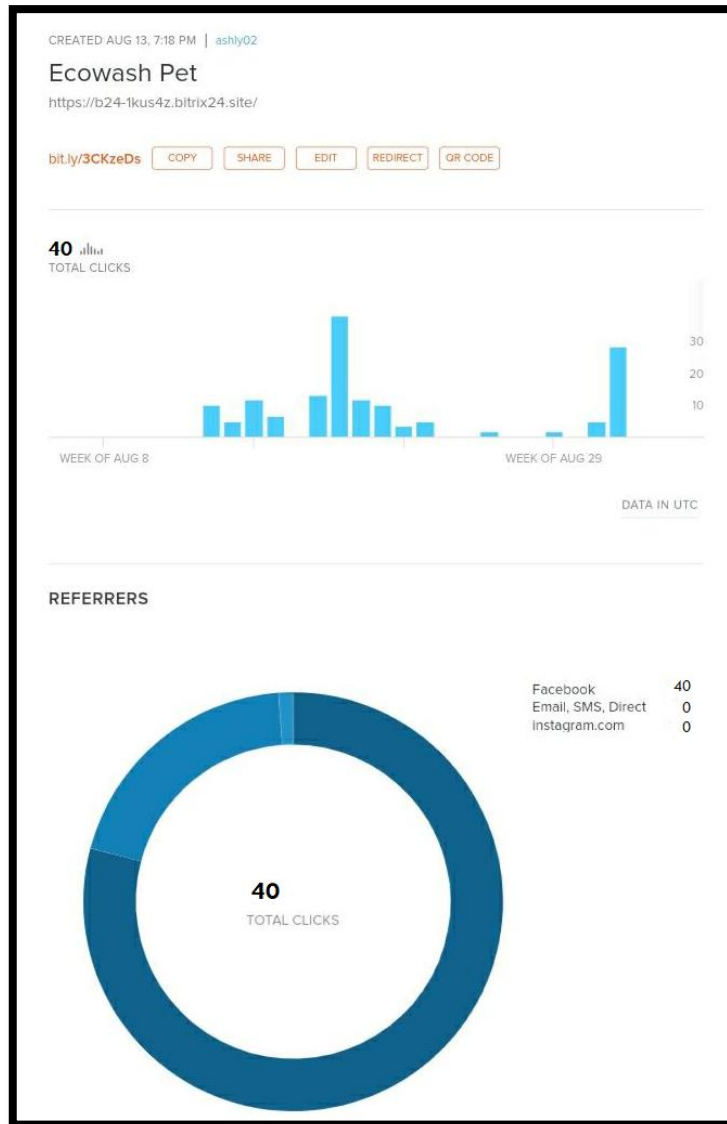 CREATED AUG 13, 7:18 PM | ashly02
Ecowash Pet
https://b24-1kus4z.bitrix24.site/
bit.ly/3CKzeDs COPY SHARE EDIT REDIRECT QR CODE
40
TOTAL CLICKS
30
20
10
WEEK OF AUG 8 WEEK OF AUG 29
DATA IN UTC
REFERRERS
Facebook 40
Email, SMS, Direct 0
instagram.com 0
40
TOTAL CLICKS